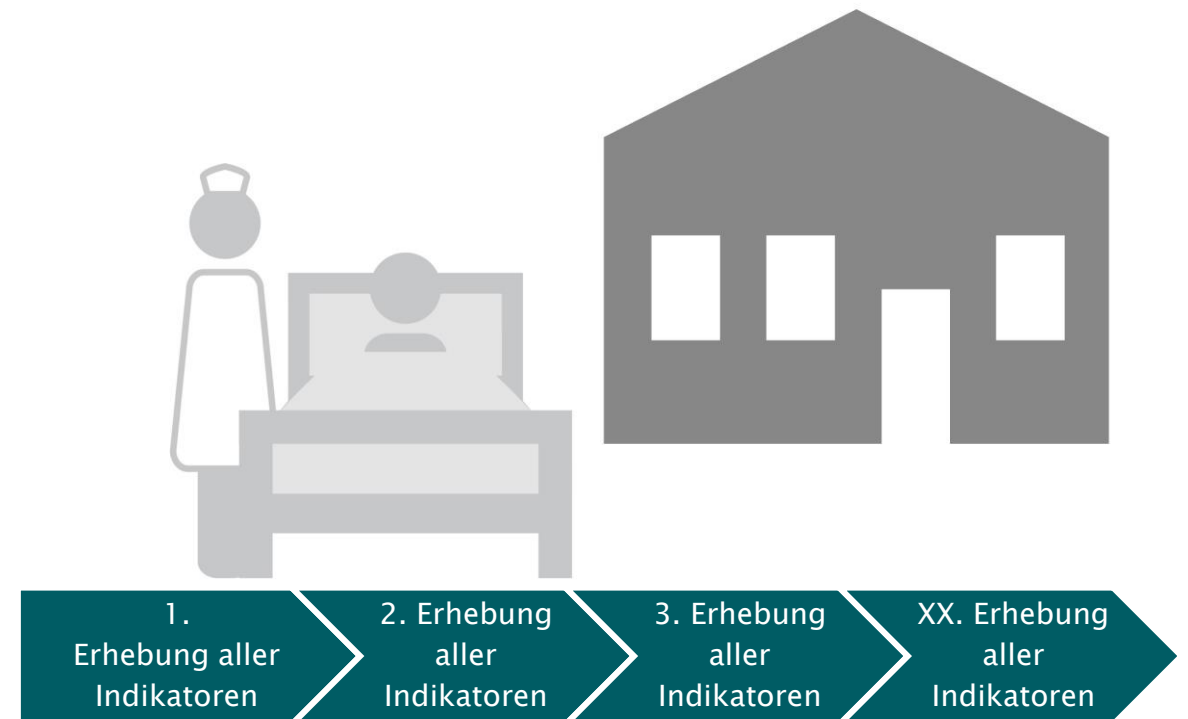 1.
Erhebung aller
Indikatoren
2. Erhebung
aller
Indikatoren
3. Erhebung
aller
Indikatoren
XX. Erhebung
aller
Indikatoren